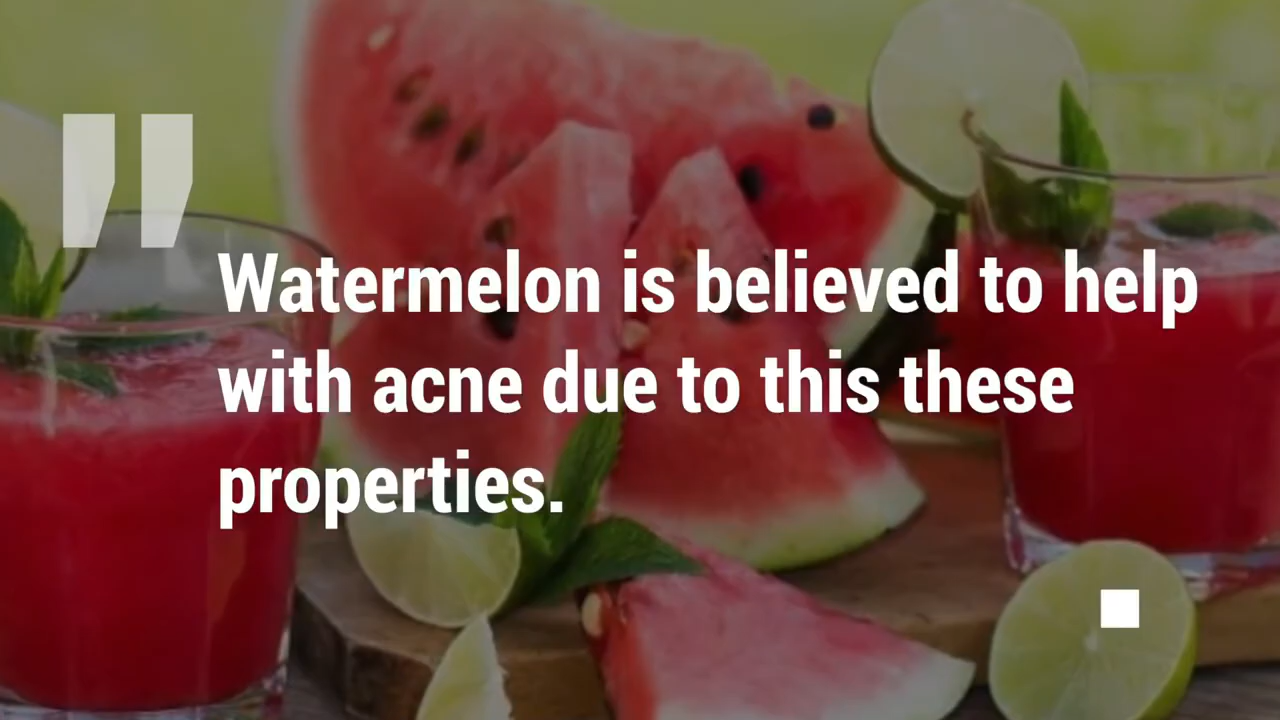 "
Watermelon is believed to help
with acne due to this these
properties.